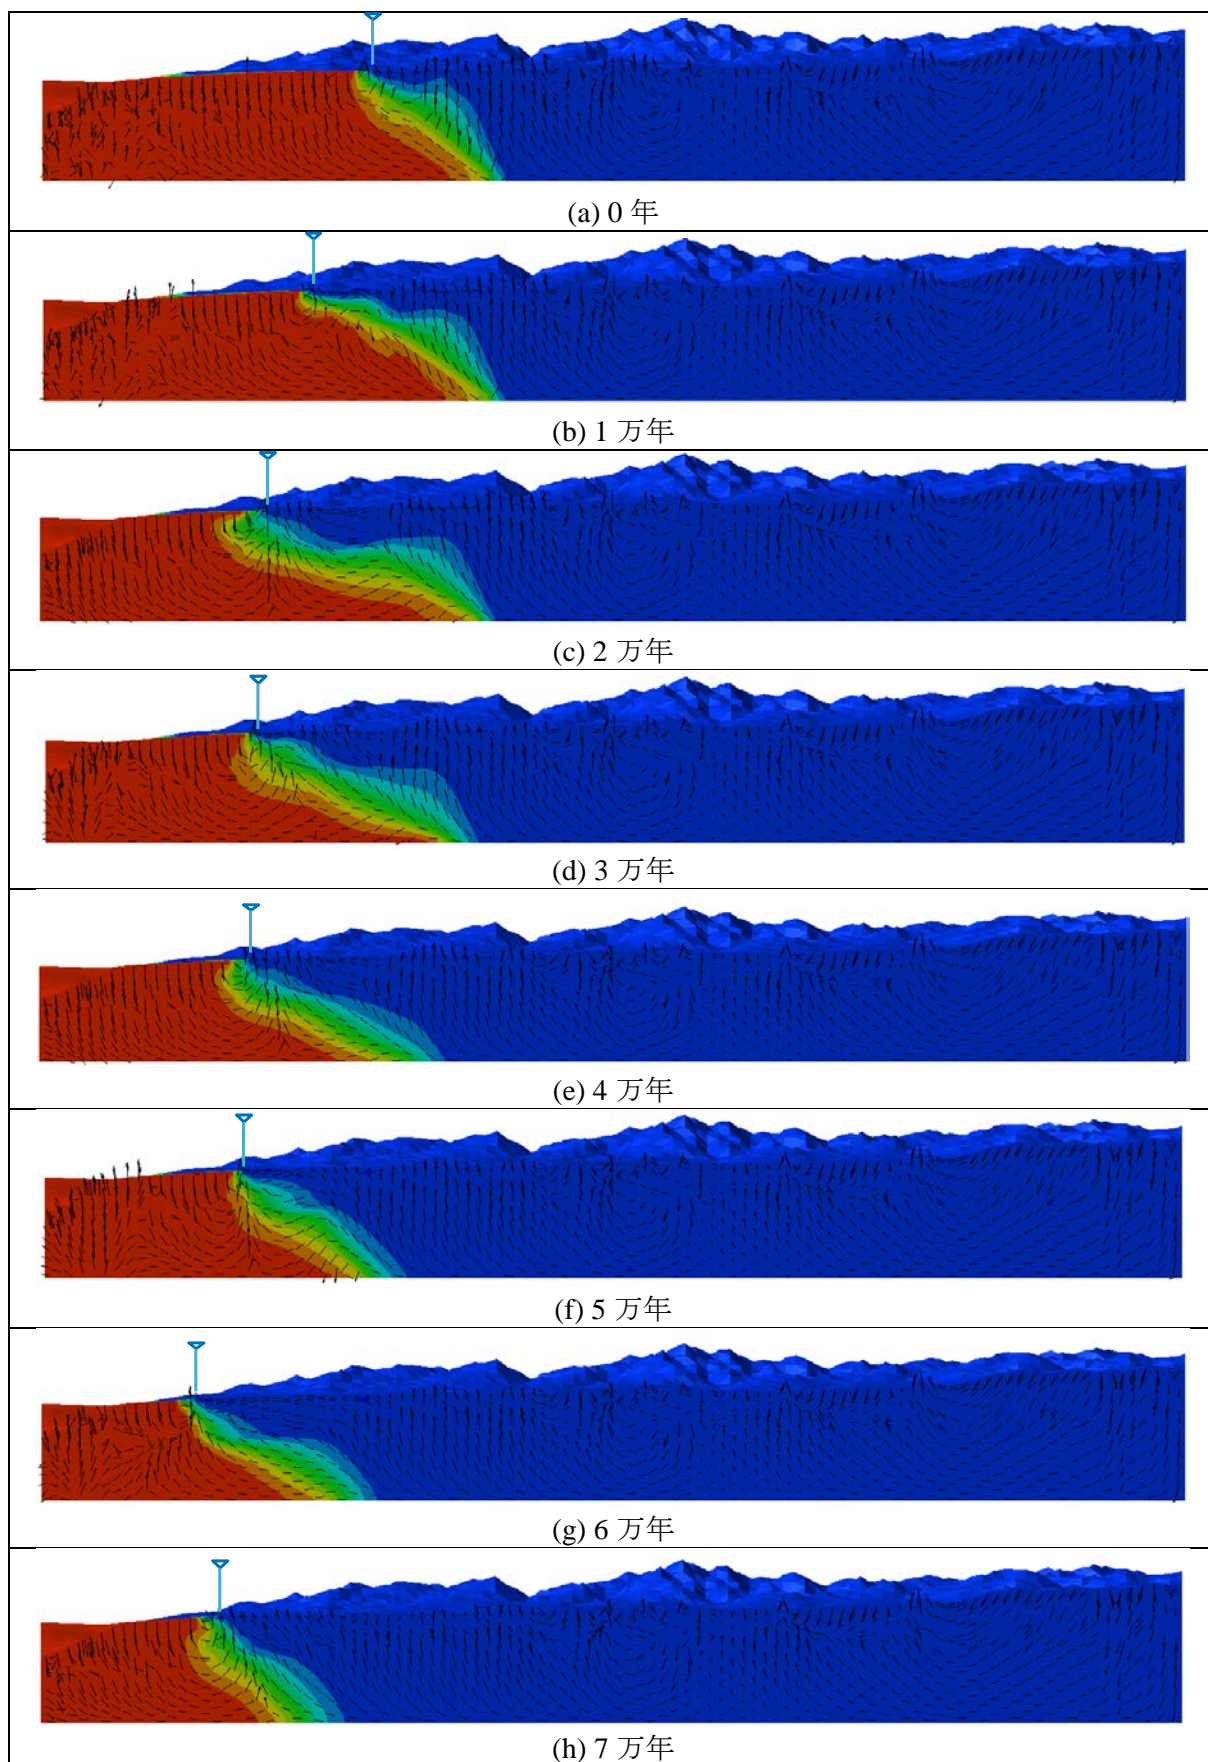 (a) 0 年
(b) 1 万年
(c) 2 万年
(d) 3 万年
(e) 4 万年
(f) 5 万年
(g) 6 万年
(h) 7 万年